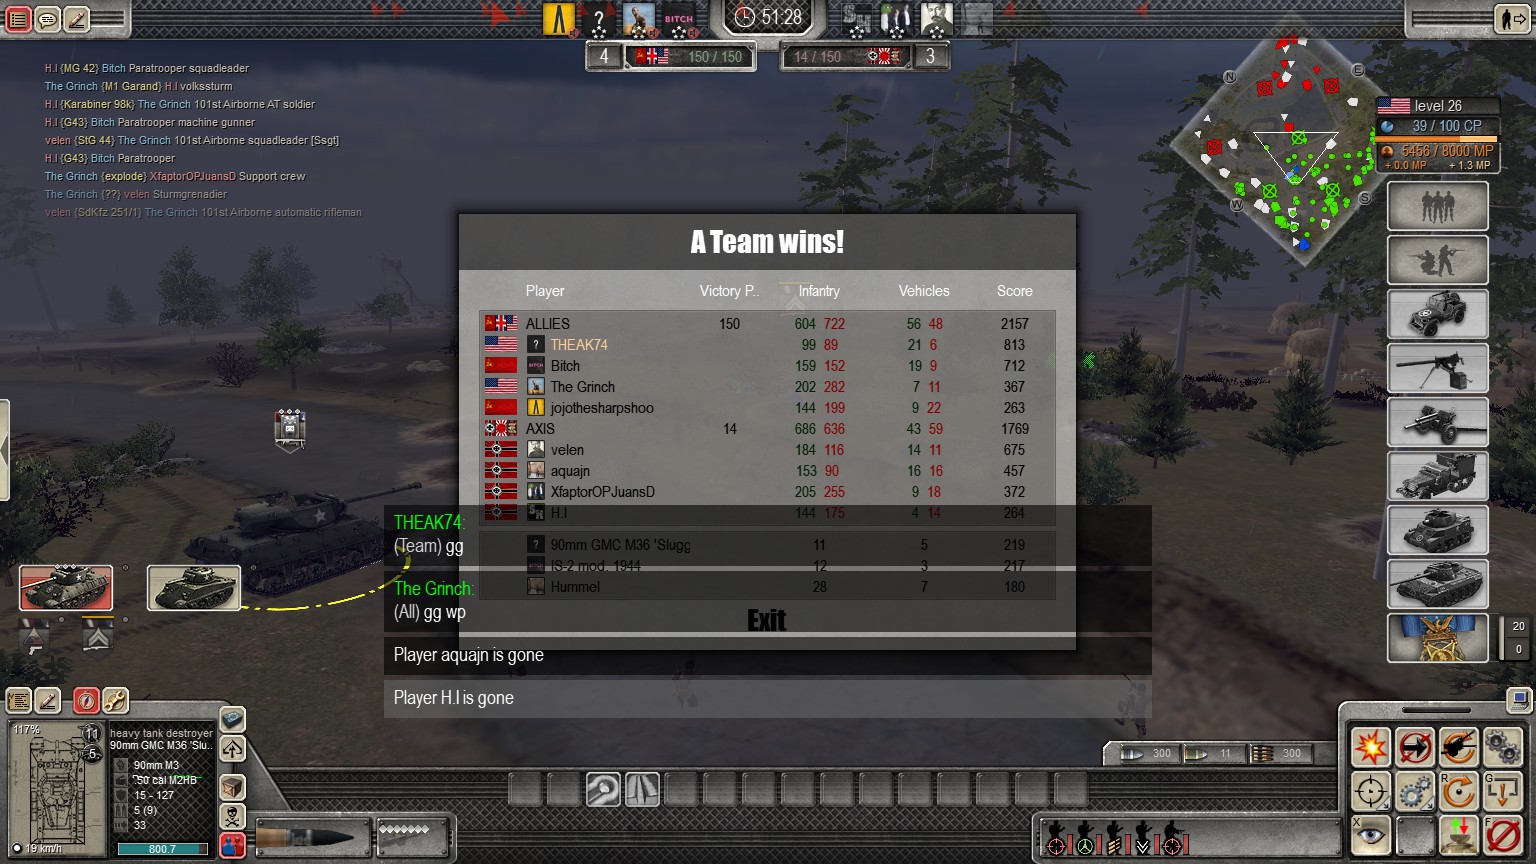 BITCH
51:28
4
150 / 150
14 / 150
3
H.I {MG 42} Bitch Paratrooper squadleader
The Grinch {M1 Garand} H.I volkssturm
H.I {Karabiner 98k} The Grinch 101st Airborne AT soldier
H.I {G43} Bitch Paratrooper machine gunner
velen {StG 44} The Grinch 101st Airborne squadleader [Ssgt]
H.I {G43} Bitch Paratrooper
The Grinch {explode} XfaptorOPJuansD Support crew
The Grinch {??} velen Sturmgrenadier
velen {SdKfz 251/1} The Grinch 101st Airborne automatic rifleman
N
E
W
S
level 26
39 / 100 CP
5456 / 8000 MP
+ 0.0 MP + 1.3 MP
A Team wins!
Player Victory P.. Infantry Vehicles Score
ALLIES 150 604 722 56 48 2157
? THEAK74 99 89 21 6 813
BITCH Bitch 159 152 19 9 712
The Grinch 202 282 7 11 367
jojothesharpshoo 144 199 9 22 263
AXIS 14 686 636 43 59 1769
velen 184 116 14 11 675
aquajn 153 90 16 16 457
XfaptorOPJuansD 205 255 9 18 372
H.I 144 175 4 14 264
? 90mm GMC M36 'Slugg 11 5 219
IS-2 mod. 1944 12 3 217
Hummel 28 7 180
Exit
THEAK74:
(Team) gg
The Grinch:
(All) gg wp
Player aquajn is gone
Player H.I is gone
20
0
117%
11
5
heavy tank destroyer
90mm GMC M36 'Slu..
90mm M3
.50 cal M2HB
15 - 127
5 (9)
33
19 km/h
800.7
300
11
300
R
G
X
F